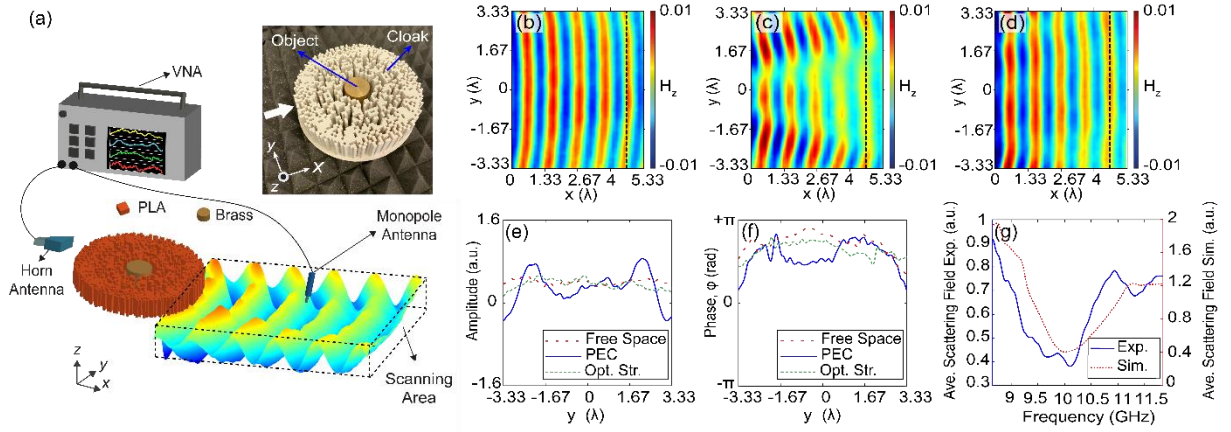 (a)
VNA
Object
Cloak
y
x
z
PLA
Brass
Monopole
Antenna
Horn
Antenna
z
y
x
Scanning
Area
(b)
3.33
1.67
0
-1.67
-3.33
y (λ)
0 1.33 2.67 4 5.33
x (λ)
0.01
Hz
-0.01
(c)
3.33
1.67
0
-1.67
-3.33
y (λ)
0 1.33 2.67 4 5.33
x (λ)
0.01
Hz
-0.01
(d)
3.33
1.67
0
-1.67
-3.33
y (λ)
0 1.33 2.67 4 5.33
x (λ)
0.01
Hz
-0.01
(e)
1.6
0
-1.6
Amplitude (a.u.)
Free Space
PEC
Opt. Str.
-3.33 -1.67 0 1.67 3.33
y (λ)
(f)
+π
0
-π
Phase, φ (rad)
Free Space
PEC
Opt. Str.
-3.33 -1.67 0 1.67 3.33
y (λ)
(g)
1
0.9
0.8
0.7
0.6
0.5
0.4
0.3
Ave. Scattering Field Exp. (a.u.)
2
1.6
1.2
0.8
0.4
0
Ave. Scattering Field Sim. (a.u.)
Exp.
Sim.
9 9.5 10 10.5 11 11.5
Frequency (GHz)